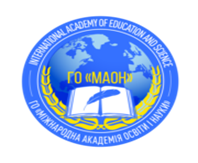 INTERNATIONAL ACADEMY OF EDUCATION AND SCIENCE
ГО «МАОН»
ГО «МІЖНАРОДНА АКАДЕМІЯ ОСВІТИ І НАУКИ»